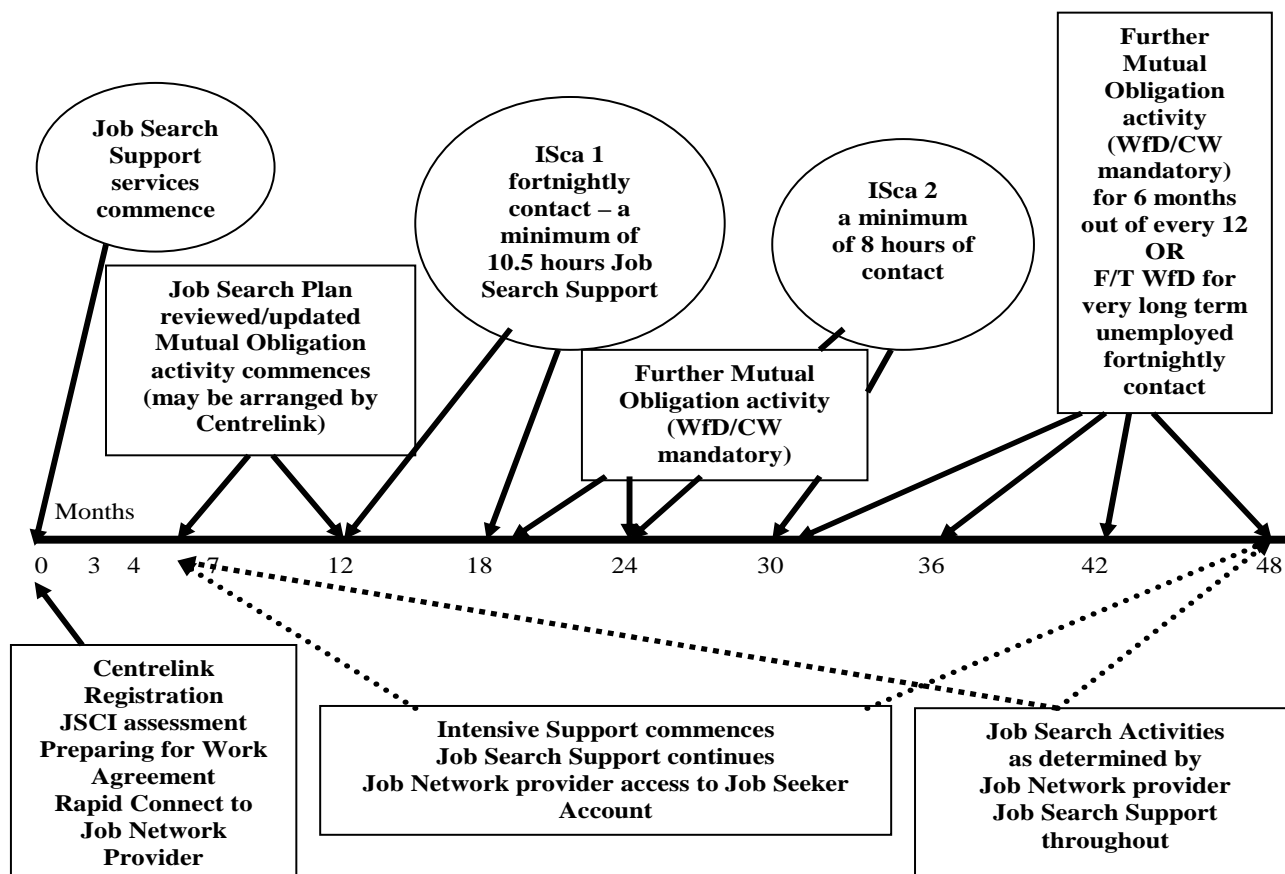 Job Search
Support
services
commence
Job Search Plan
reviewed/updated
Mutual Obligation
activity commences
(may be arranged by
Centrelink)
ISca 1
fortnightly
contact – a
minimum of
10.5 hours Job
Search Support
Further Mutual
Obligation activity
(WfD/CW
mandatory)
ISca 2
a minimum
of 8 hours of
contact
Further
Mutual
Obligation
activity
(WfD/CW
mandatory)
for 6 months
out of every 12
OR
F/T WfD for
very long term
unemployed
fortnightly
contact
Months
0 3 4 7 12 18 24 30 36 42 48
Centrelink
Registration
JSCI assessment
Preparing for Work
Agreement
Rapid Connect to
Job Network
Provider
Intensive Support commences
Job Search Support continues
Job Network provider access to Job Seeker
Account
Job Search Activities
as determined by
Job Network provider
Job Search Support
throughout